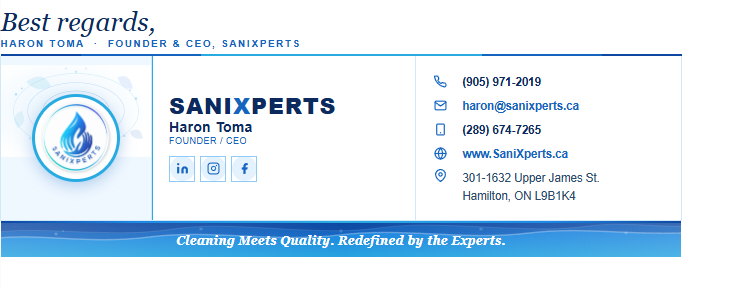 Best regards,
HARON TOMA · FOUNDER & CEO, SANIXPERTS
SANIXPERTS
SANIXPERTS
Haron Toma
FOUNDER / CEO
in
f
(905) 971-2019
haron@sanixperts.ca
(289) 674-7265
www.SaniXperts.ca
301-1632 Upper James St.
Hamilton, ON L9B1K4
Cleaning Meets Quality. Redefined by the Experts.